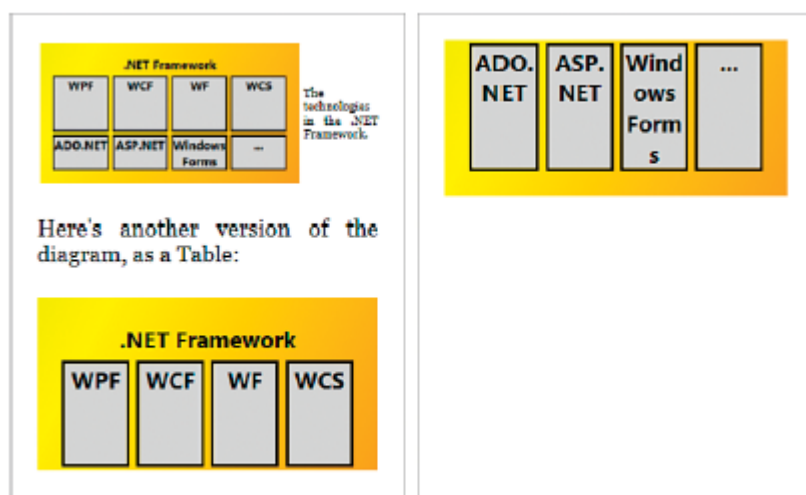 .NET Framework
WPF WCF WF WCS
ADO.NET ASP.NET Windows Forms ...
The
technologies
in the .NET
Framework.
Here's another version of the
diagram, as a Table:
.NET Framework
WPF WCF WF WCS
ADO. ASP. Wind ...
NET NET ows
Form
s